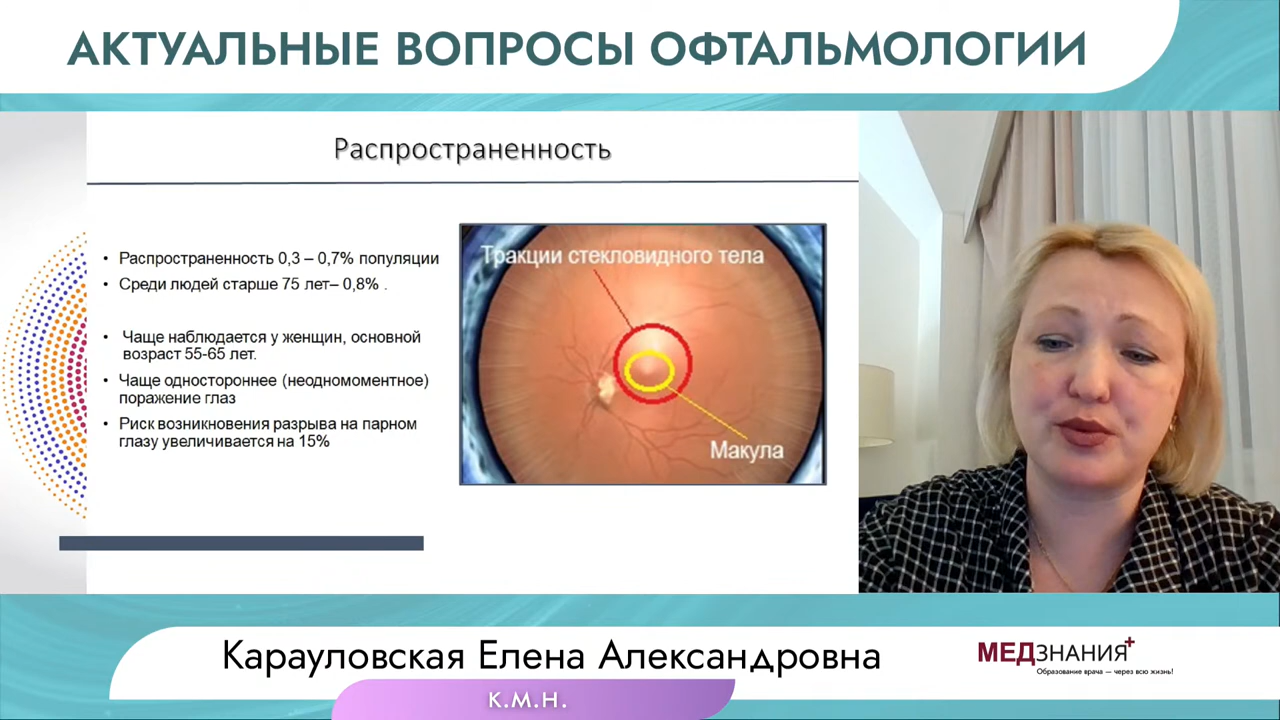 АКТУАЛЬНЫЕ ВОПРОСЫ ОФТАЛЬМОЛОГИИ
Распространенность
• Распространенность 0,3 – 0,7% популяции
• Среди людей старше 75 лет– 0,8% .
• Чаще наблюдается у женщин, основной
возраст 55-65 лет.
• Чаще одностороннее (неодномоментное)
поражение глаз
• Риск возникновения разрыва на парном
глазу увеличивается на 15%
Тракции стекловидного тела
Макула
Карауловская Елена Александровна
к.м.н.
МЕДЗНАНИЯ+
Образование врача — через всю жизнь!